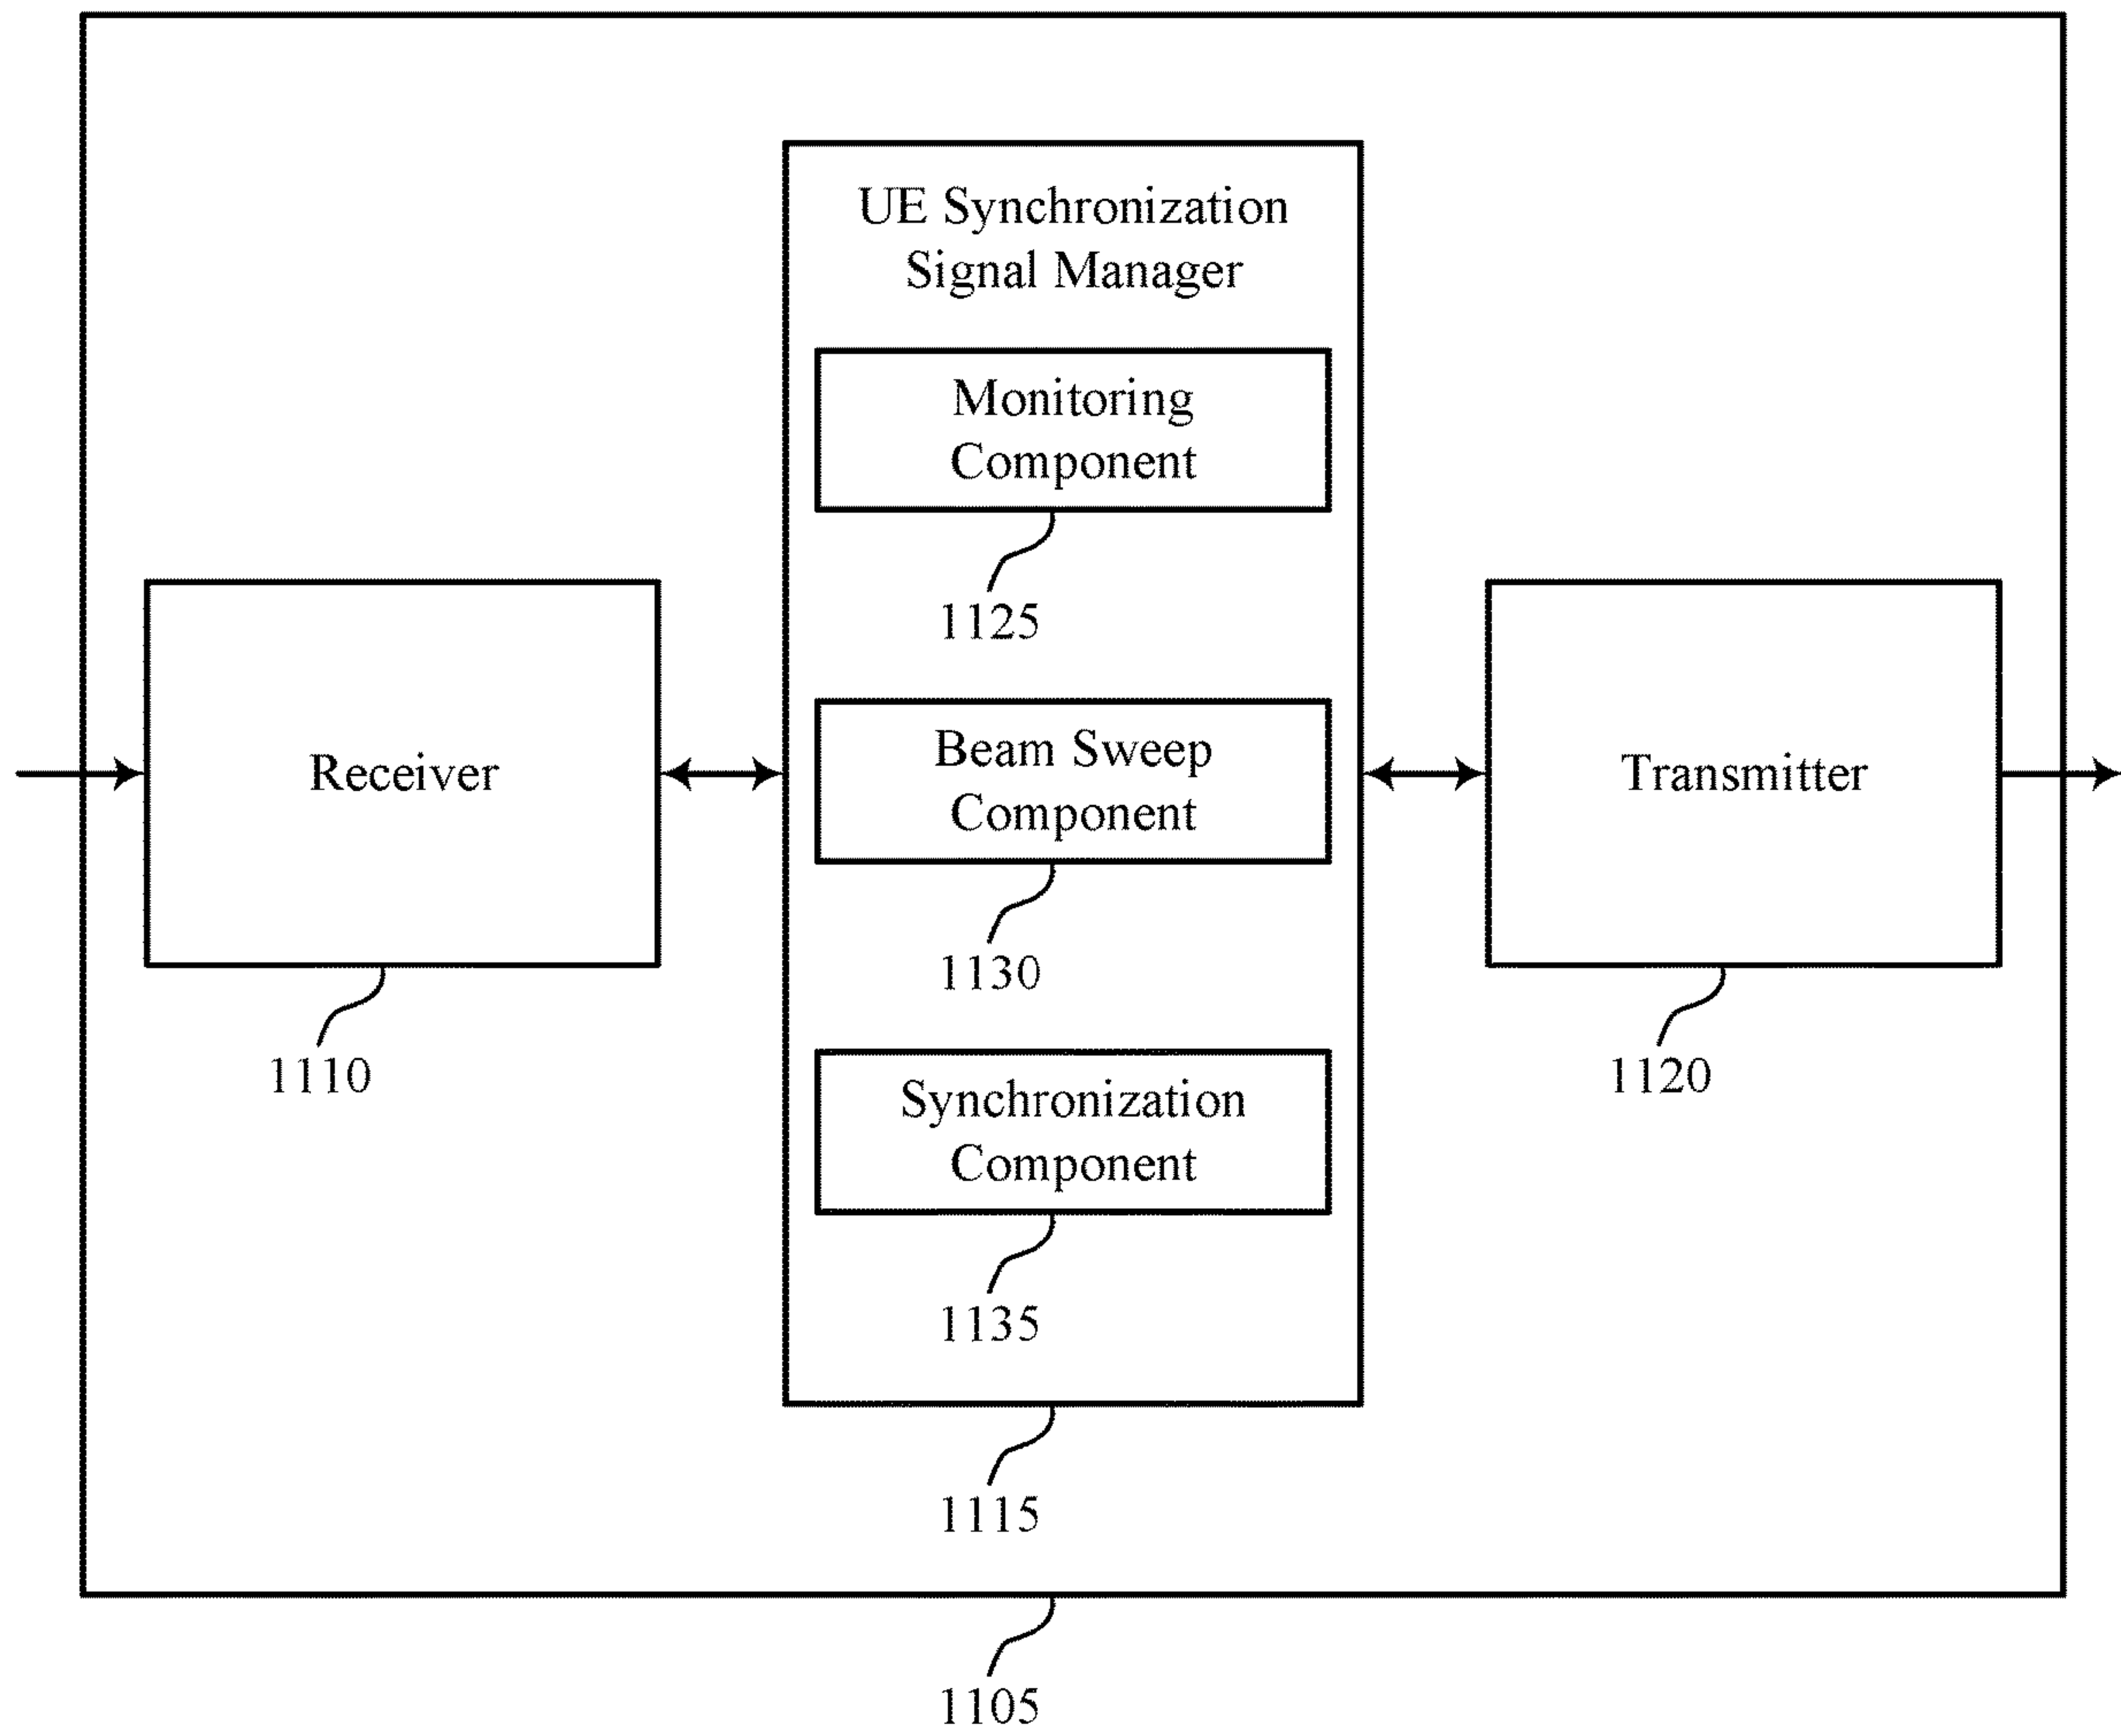 UE Synchronization
Signal Manager
Monitoring
Component
1125
Receiver
1110
Beam Sweep
Component
1130
Transmitter
1120
Synchronization
Component
1135
1115
1105